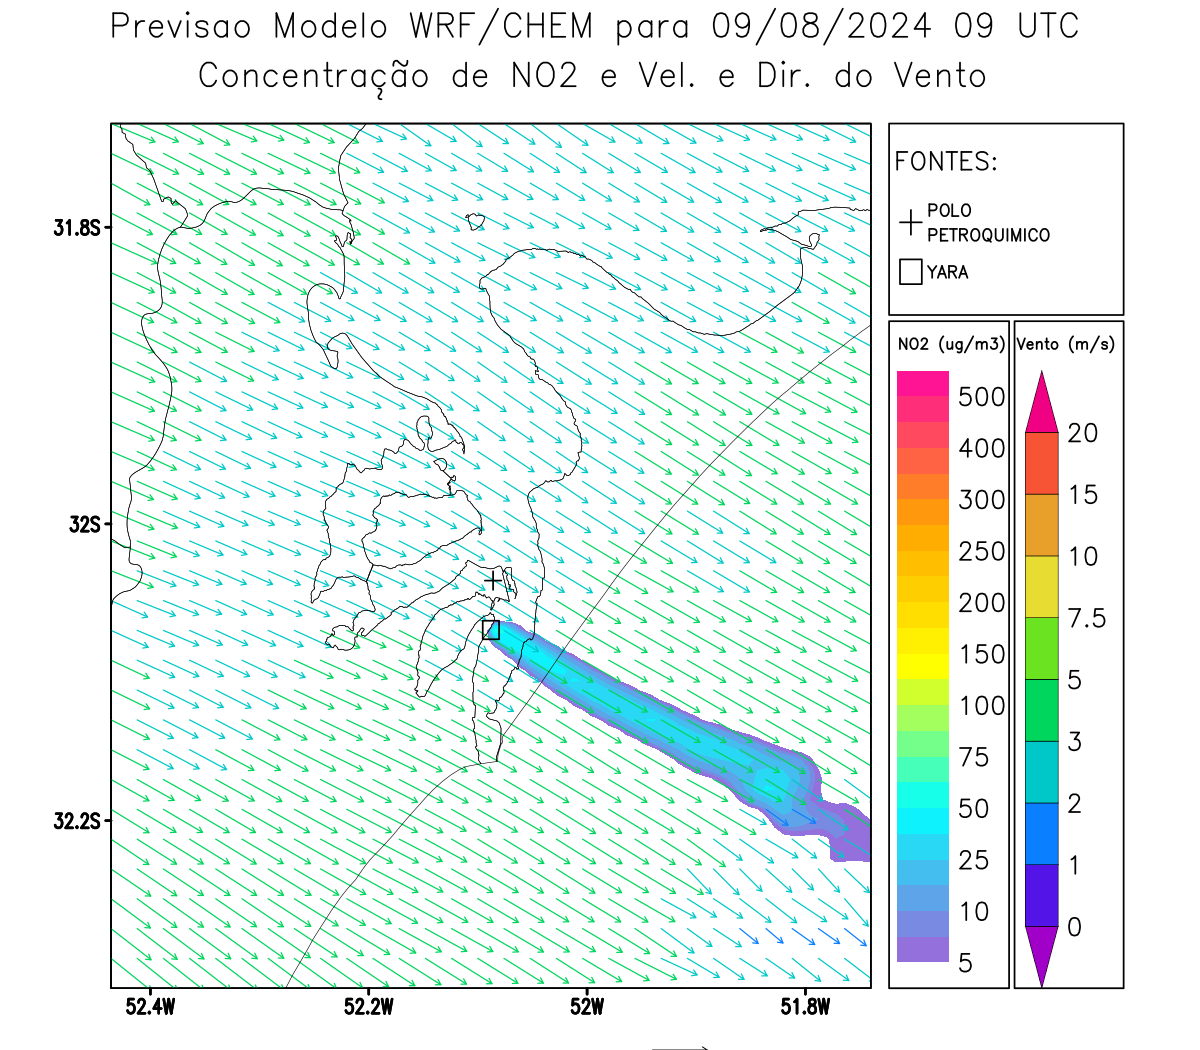 Previsao Modelo WRF/CHEM para 09/08/2024 09 UTC
Concentração de NO2 e Vel. e Dir. do Vento
FONTES:
POLO
PETROQUIMICO
YARA
NO2 (ug/m3)
500
400
300
250
200
150
100
75
50
25
10
5
Vento (m/s)
20
15
10
7.5
5
3
2
1
0
31.8S
32S
32.2S
52.4W
52.2W
52W
51.8W